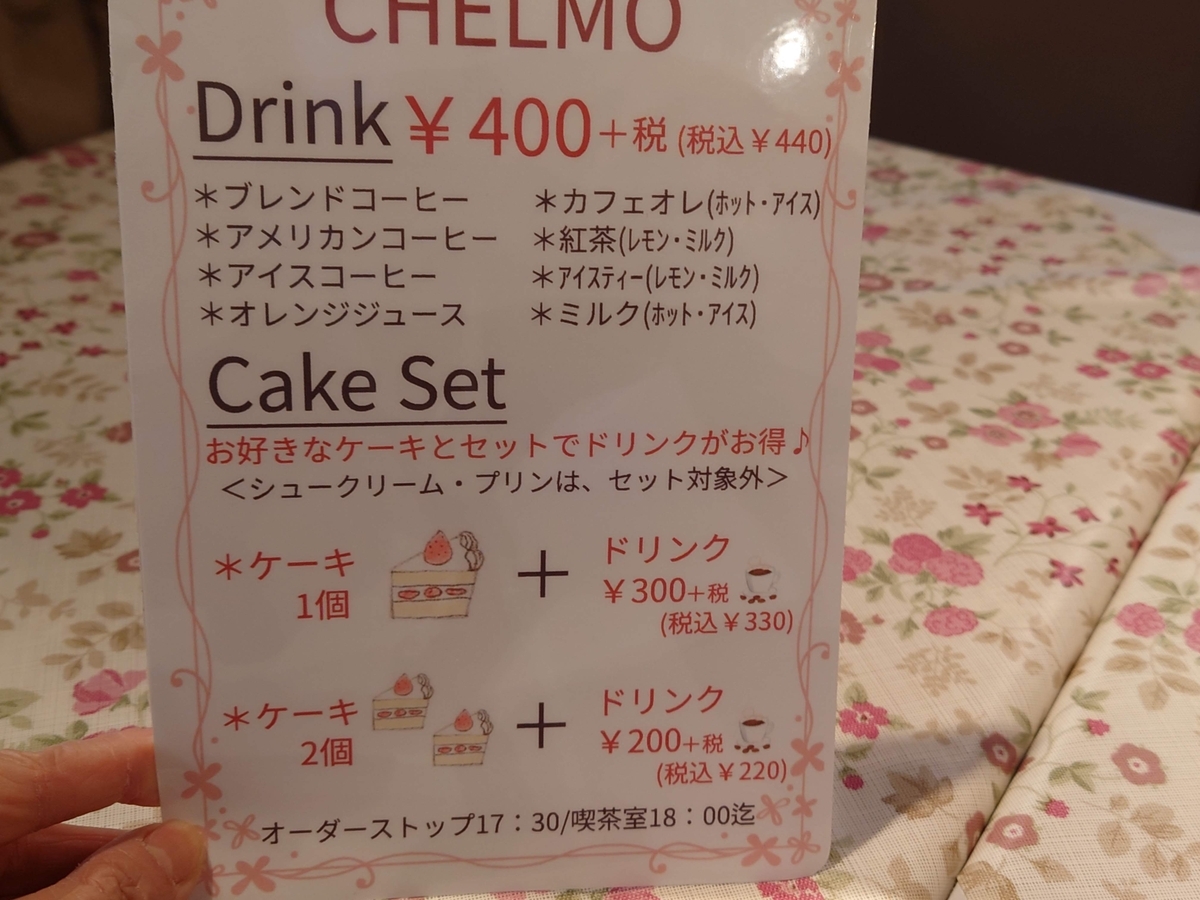 CHELMO
Drink ￥400＋税 (税込￥440)
＊ブレンドコーヒー ＊カフェオレ(ホット・アイス)
＊アメリカンコーヒー ＊紅茶(レモン・ミルク)
＊アイスコーヒー ＊アイスティー(レモン・ミルク)
＊オレンジジュース ＊ミルク(ホット・アイス)
Cake Set
お好きなケーキとセットでドリンクがお得♪
＜シュークリーム・プリンは、セット対象外＞
＊ケーキ
1個
＋
ドリンク
￥300＋税
(税込￥330)
＊ケーキ
2個
＋
ドリンク
￥200＋税
(税込￥220)
オーダーストップ17：30/喫茶室18：00迄